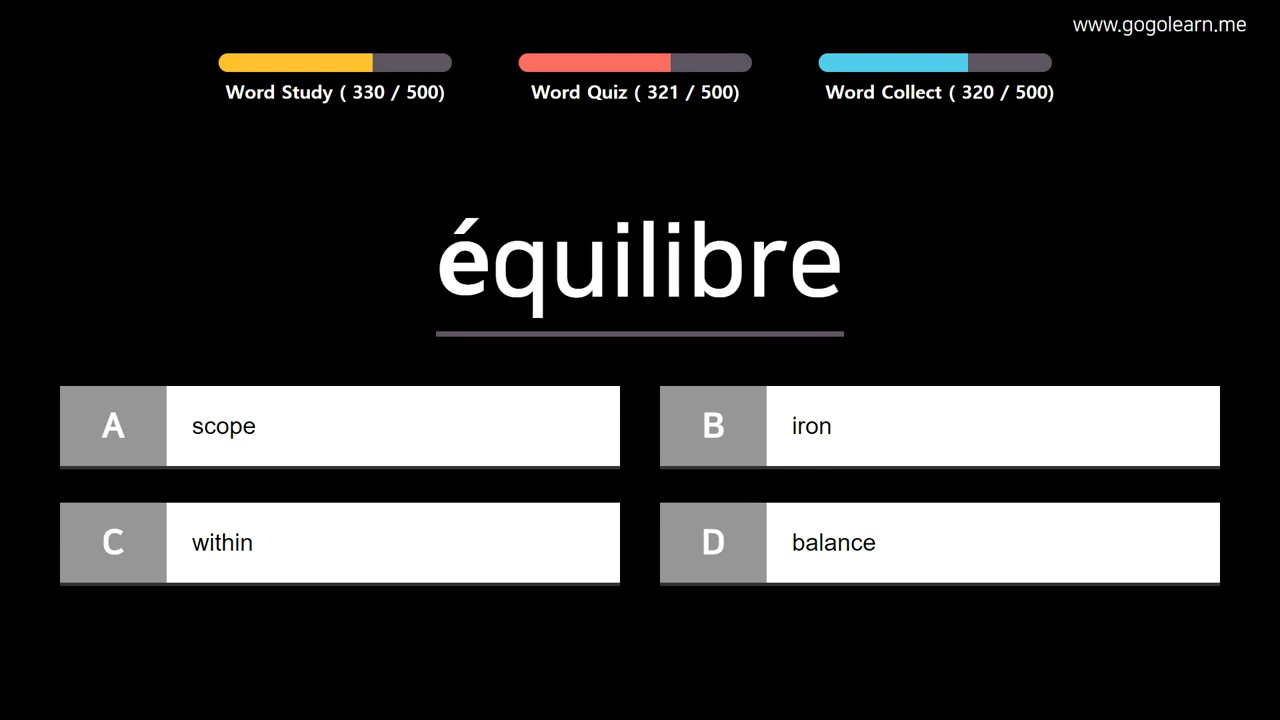 www.gogolearn.me
Word Study ( 330 / 500)
Word Quiz ( 321 / 500)
Word Collect ( 320 / 500)
équilibre
A scope
B iron
C within
D balance